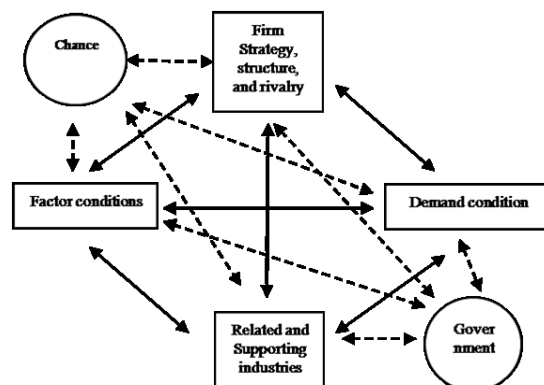 Chance
Firm
Strategy,
structure,
and rivalry
Factor conditions
Demand condition
Related and
Supporting
industries
Gover
nment